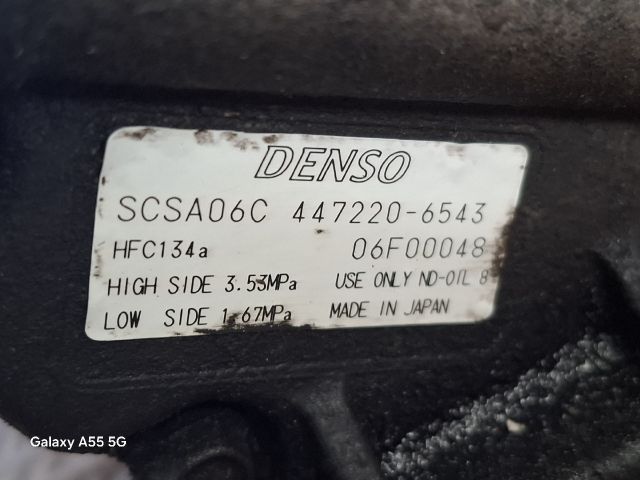 DENSO
SCSA06C 447220-6543
HFC134a 06F00048
HIGH SIDE 3.53MPa USE ONLY ND-OIL 8
LOW SIDE 1.67MPa MADE IN JAPAN
Galaxy A55 5G